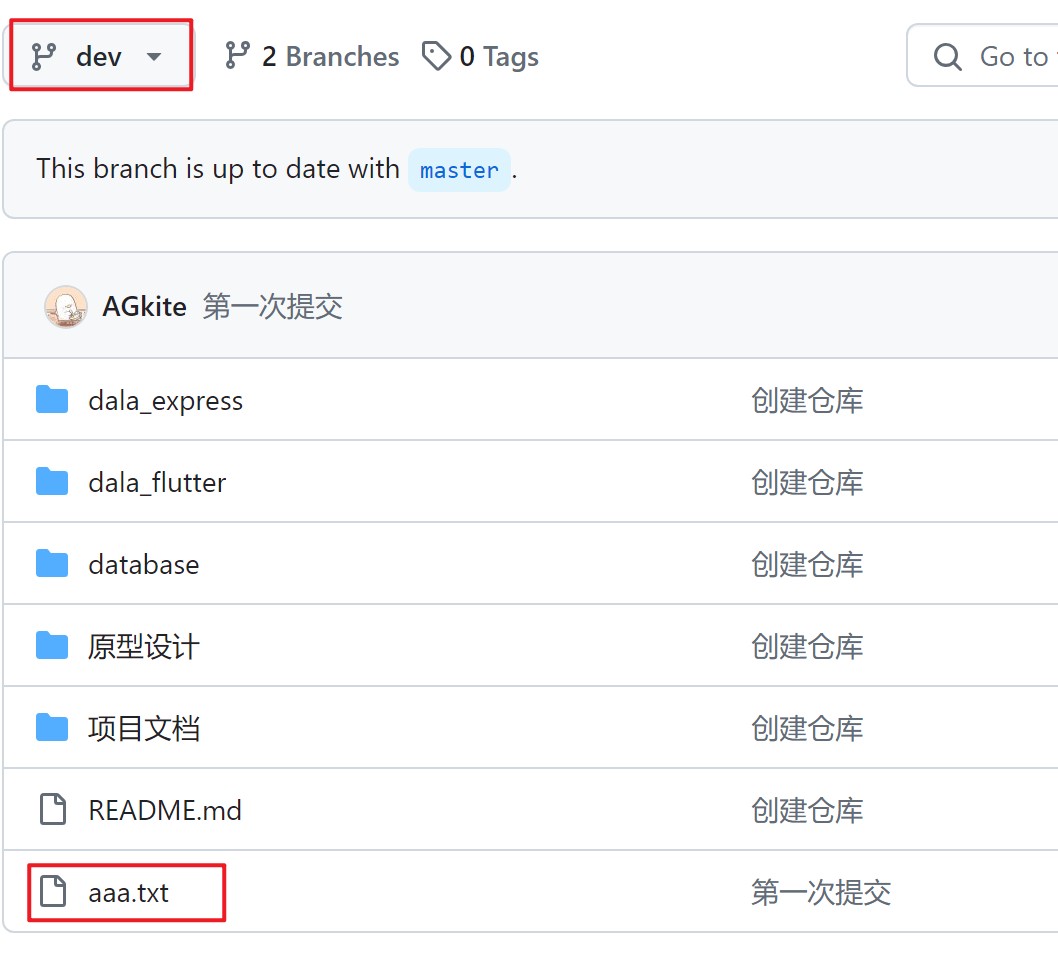 dev 2 Branches 0 Tags Go to
This branch is up to date with master.
AGkite 第一次提交
dala_express 创建仓库
dala_flutter 创建仓库
database 创建仓库
原型设计 创建仓库
项目文档 创建仓库
README.md 创建仓库
aaa.txt 第一次提交